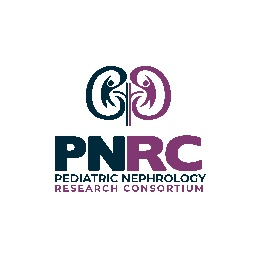 PNRC
PEDIATRIC NEPHROLOGY
RESEARCH CONSORTIUM